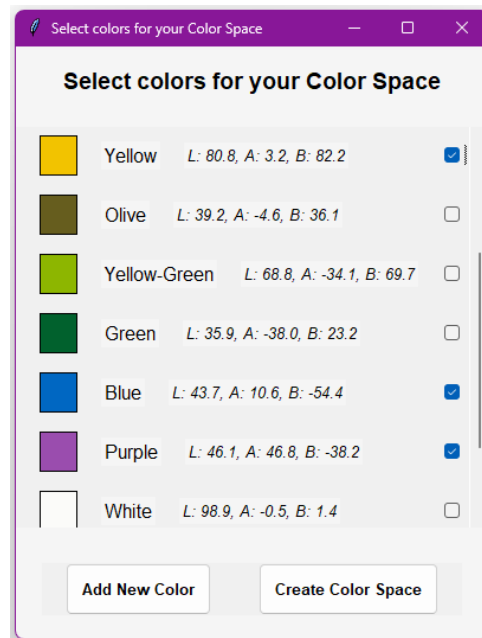 Select colors for your Color Space
Select colors for your Color Space
Yellow L: 80.8, A: 3.2, B: 82.2
Olive L: 39.2, A: -4.6, B: 36.1
Yellow-Green L: 68.8, A: -34.1, B: 69.7
Green L: 35.9, A: -38.0, B: 23.2
Blue L: 43.7, A: 10.6, B: -54.4
Purple L: 46.1, A: 46.8, B: -38.2
White L: 98.9, A: -0.5, B: 1.4
Add New Color Create Color Space